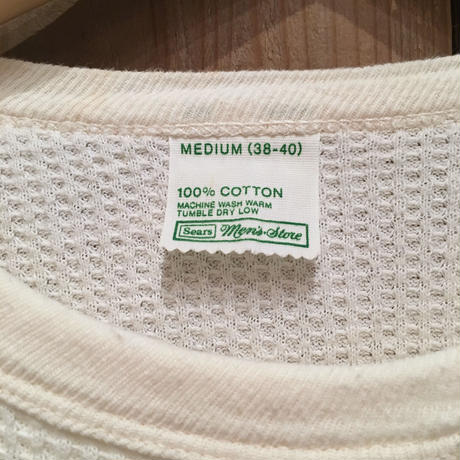 MEDIUM (38-40)
100% COTTON
MACHINE WASH WARM
TUMBLE DRY LOW
Sears Men's Store